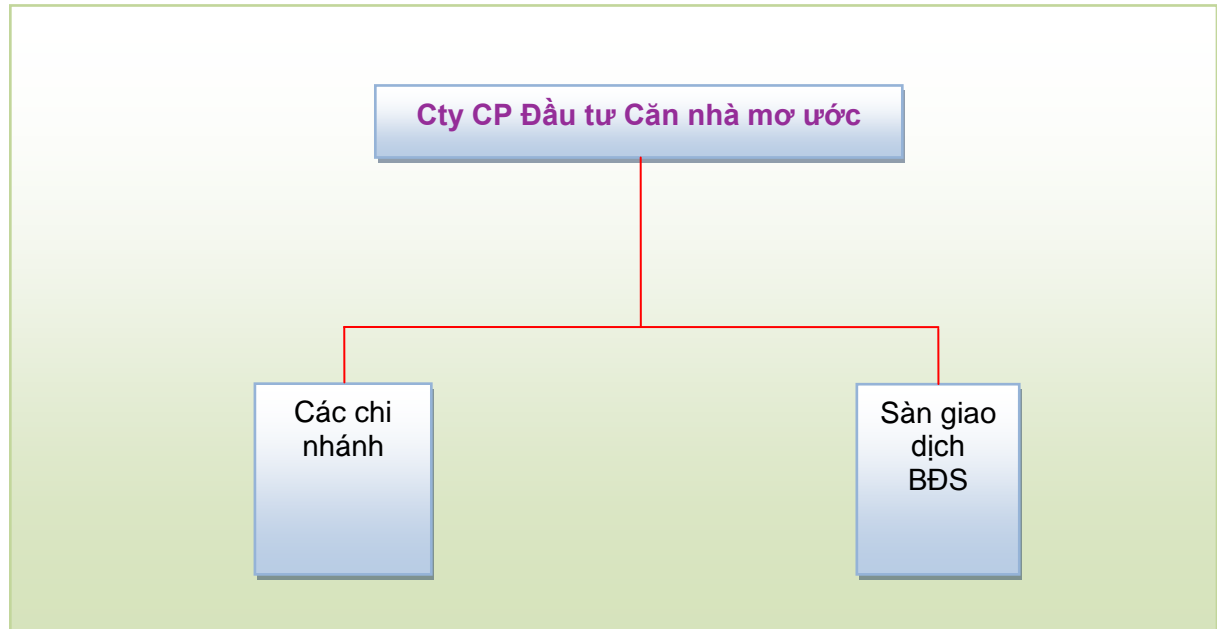 Cty CP Đầu tư Căn nhà mơ ước
Các chi
nhánh
Sàn giao
dịch
BĐS